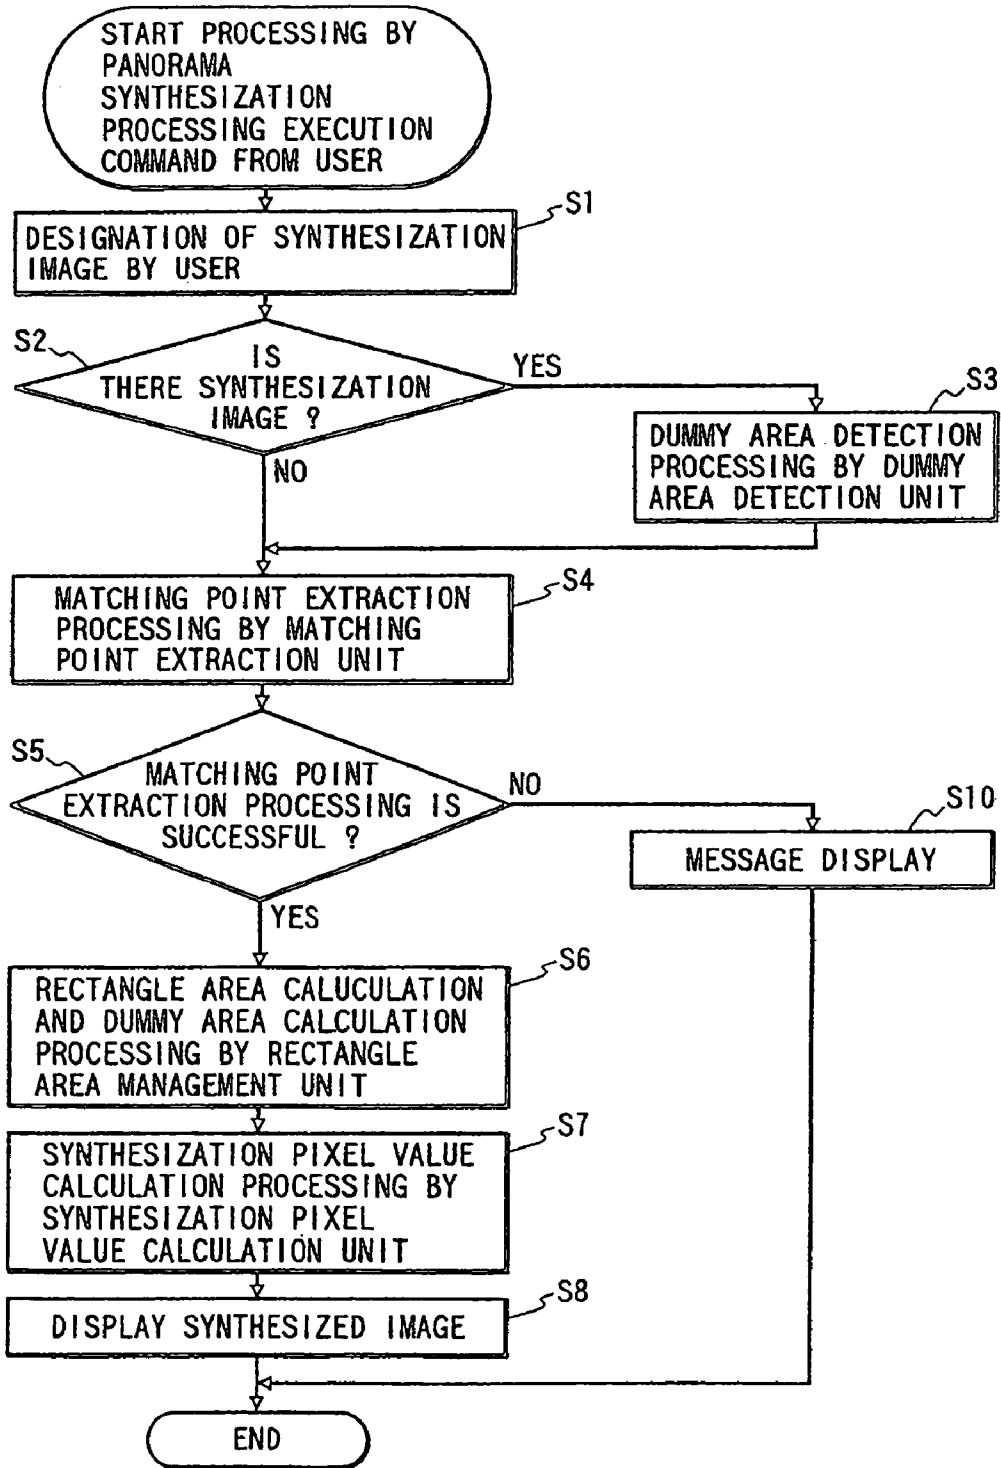 START PROCESSING BY
PANORAMA
SYNTHESIZATION
PROCESSING EXECUTION
COMMAND FROM USER
S1
DESIGNATION OF SYNTHESIZATION
IMAGE BY USER
S2
IS
THERE SYNTHESIZATION
IMAGE ?
YES
NO
S3
DUMMY AREA DETECTION
PROCESSING BY DUMMY
AREA DETECTION UNIT
S4
MATCHING POINT EXTRACTION
PROCESSING BY MATCHING
POINT EXTRACTION UNIT
S5
MATCHING POINT
EXTRACTION PROCESSING IS
SUCCESSFUL ?
NO
YES
S10
MESSAGE DISPLAY
S6
RECTANGLE AREA CALUCULATION
AND DUMMY AREA CALCULATION
PROCESSING BY RECTANGLE
AREA MANAGEMENT UNIT
S7
SYNTHESIZATION PIXEL VALUE
CALCULATION PROCESSING BY
SYNTHESIZATION PIXEL
VALUE CALCULATION UNIT
S8
DISPLAY SYNTHESIZED IMAGE
END